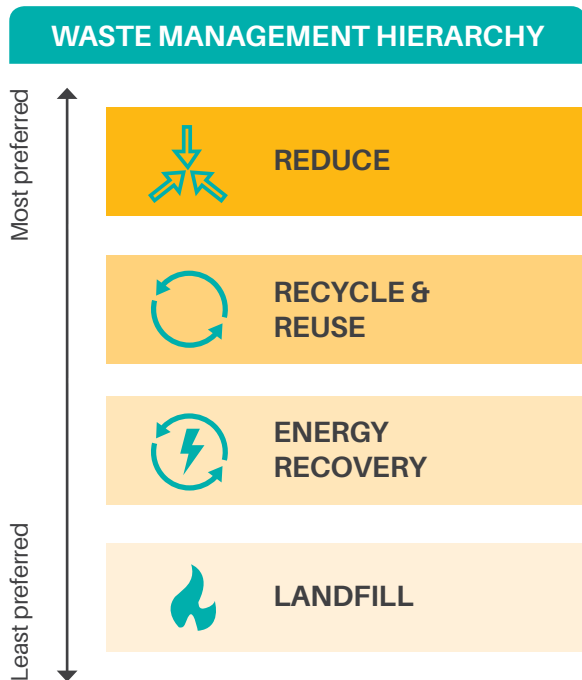 WASTE MANAGEMENT HIERARCHY
Most preferred
REDUCE
RECYCLE &
REUSE
ENERGY
RECOVERY
LANDFILL
Least preferred